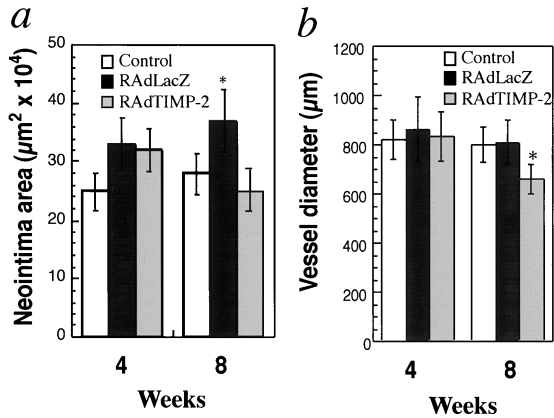 a
Neointima area (µm² x 10⁴)
50
40
30
20
10
0
Control
RAdLacZ
RAdTIMP-2
*
4 8
Weeks
b
Vessel diameter (µm)
1200
1000
800
600
400
200
0
Control
RAdLacZ
RAdTIMP-2
*
4 8
Weeks